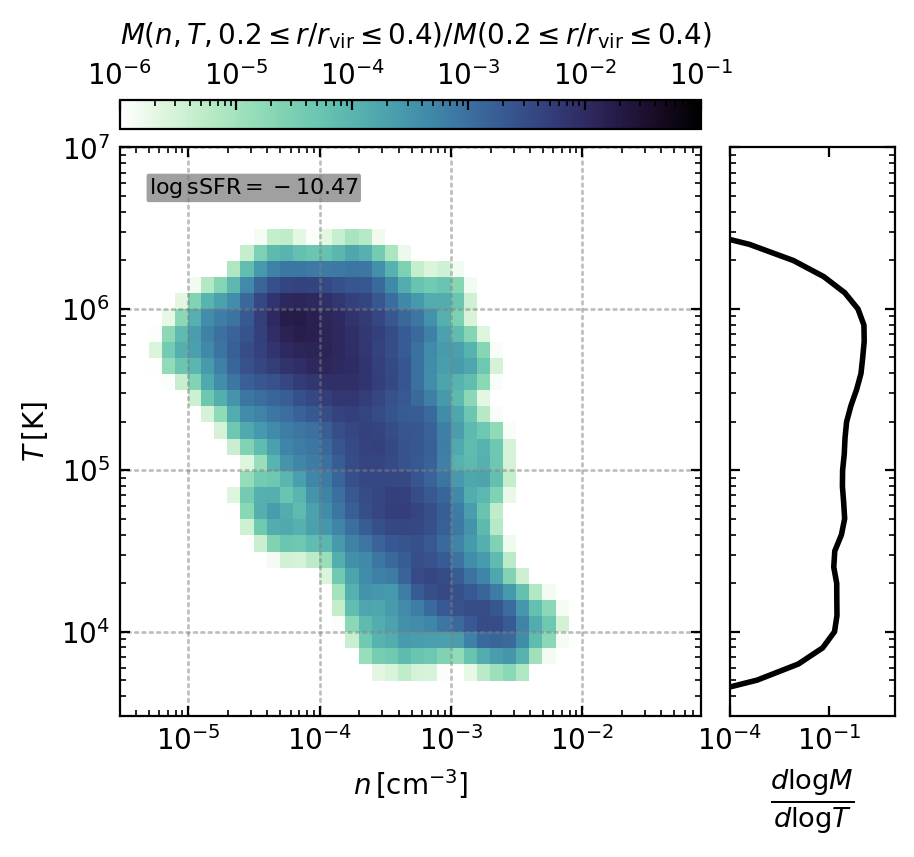 M(n, T, 0.2 ≤ r/r_vir ≤ 0.4)/M(0.2 ≤ r/r_vir ≤ 0.4)
10^−6 10^−5 10^−4 10^−3 10^−2 10^−1
10^7
log sSFR = −10.47
10^6
T [K]
10^5
10^4
10^−5 10^−4 10^−3 10^−2 10^−4 10^−1
n [cm^−3]
dlogM
dlogT